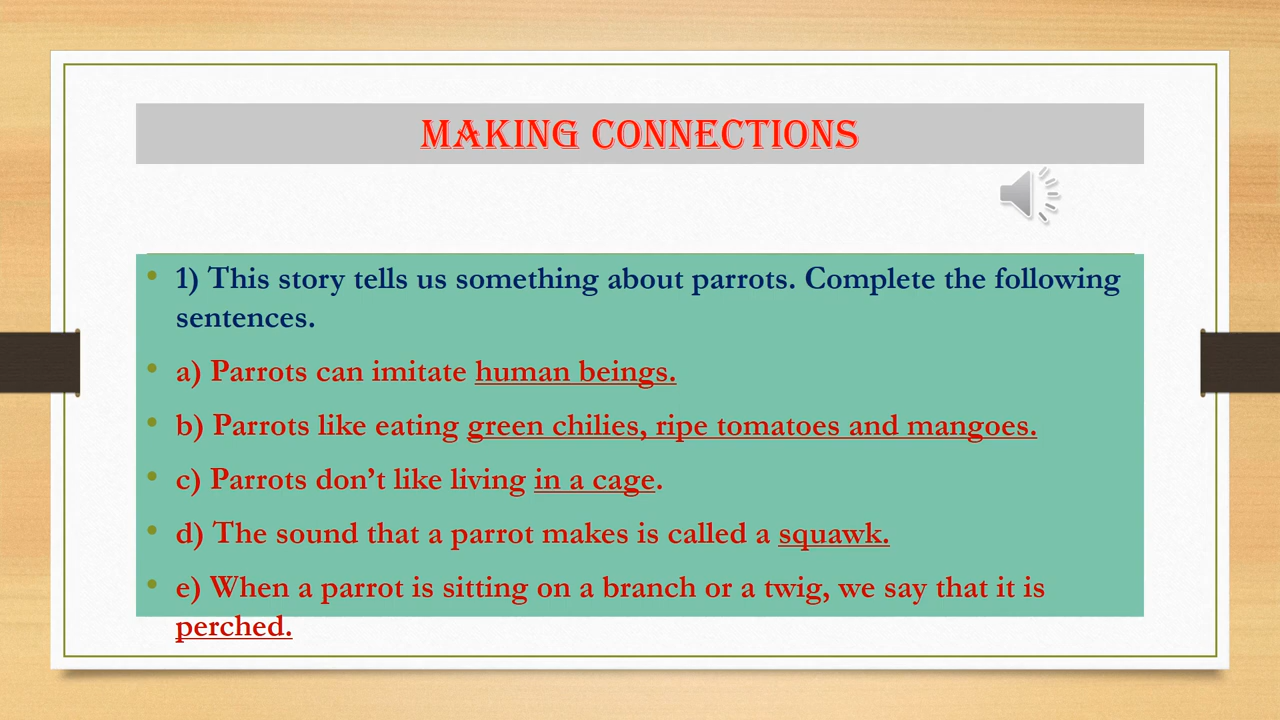 MAKING CONNECTIONS
• 1) This story tells us something about parrots. Complete the following
sentences.
• a) Parrots can imitate human beings.
• b) Parrots like eating green chilies, ripe tomatoes and mangoes.
• c) Parrots don’t like living in a cage.
• d) The sound that a parrot makes is called a squawk.
• e) When a parrot is sitting on a branch or a twig, we say that it is
perched.